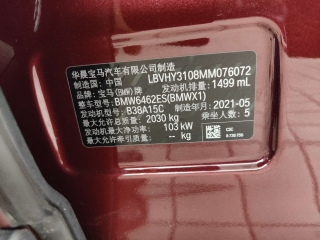 华晨宝马汽车有限公司制造
制造国: 中国 LBVHY3108MM076072
品牌: 宝马(BMW)牌 发动机排量: 1499 mL
整车型号: BMW6462ES(BMWX1)
发动机型号: B38A15C 制造年月: 2021-05
最大允许总质量: 2030 kg 乘坐人数: 5
发动机最大净功率: 103 kW
最大允许牵引质量: -- kg